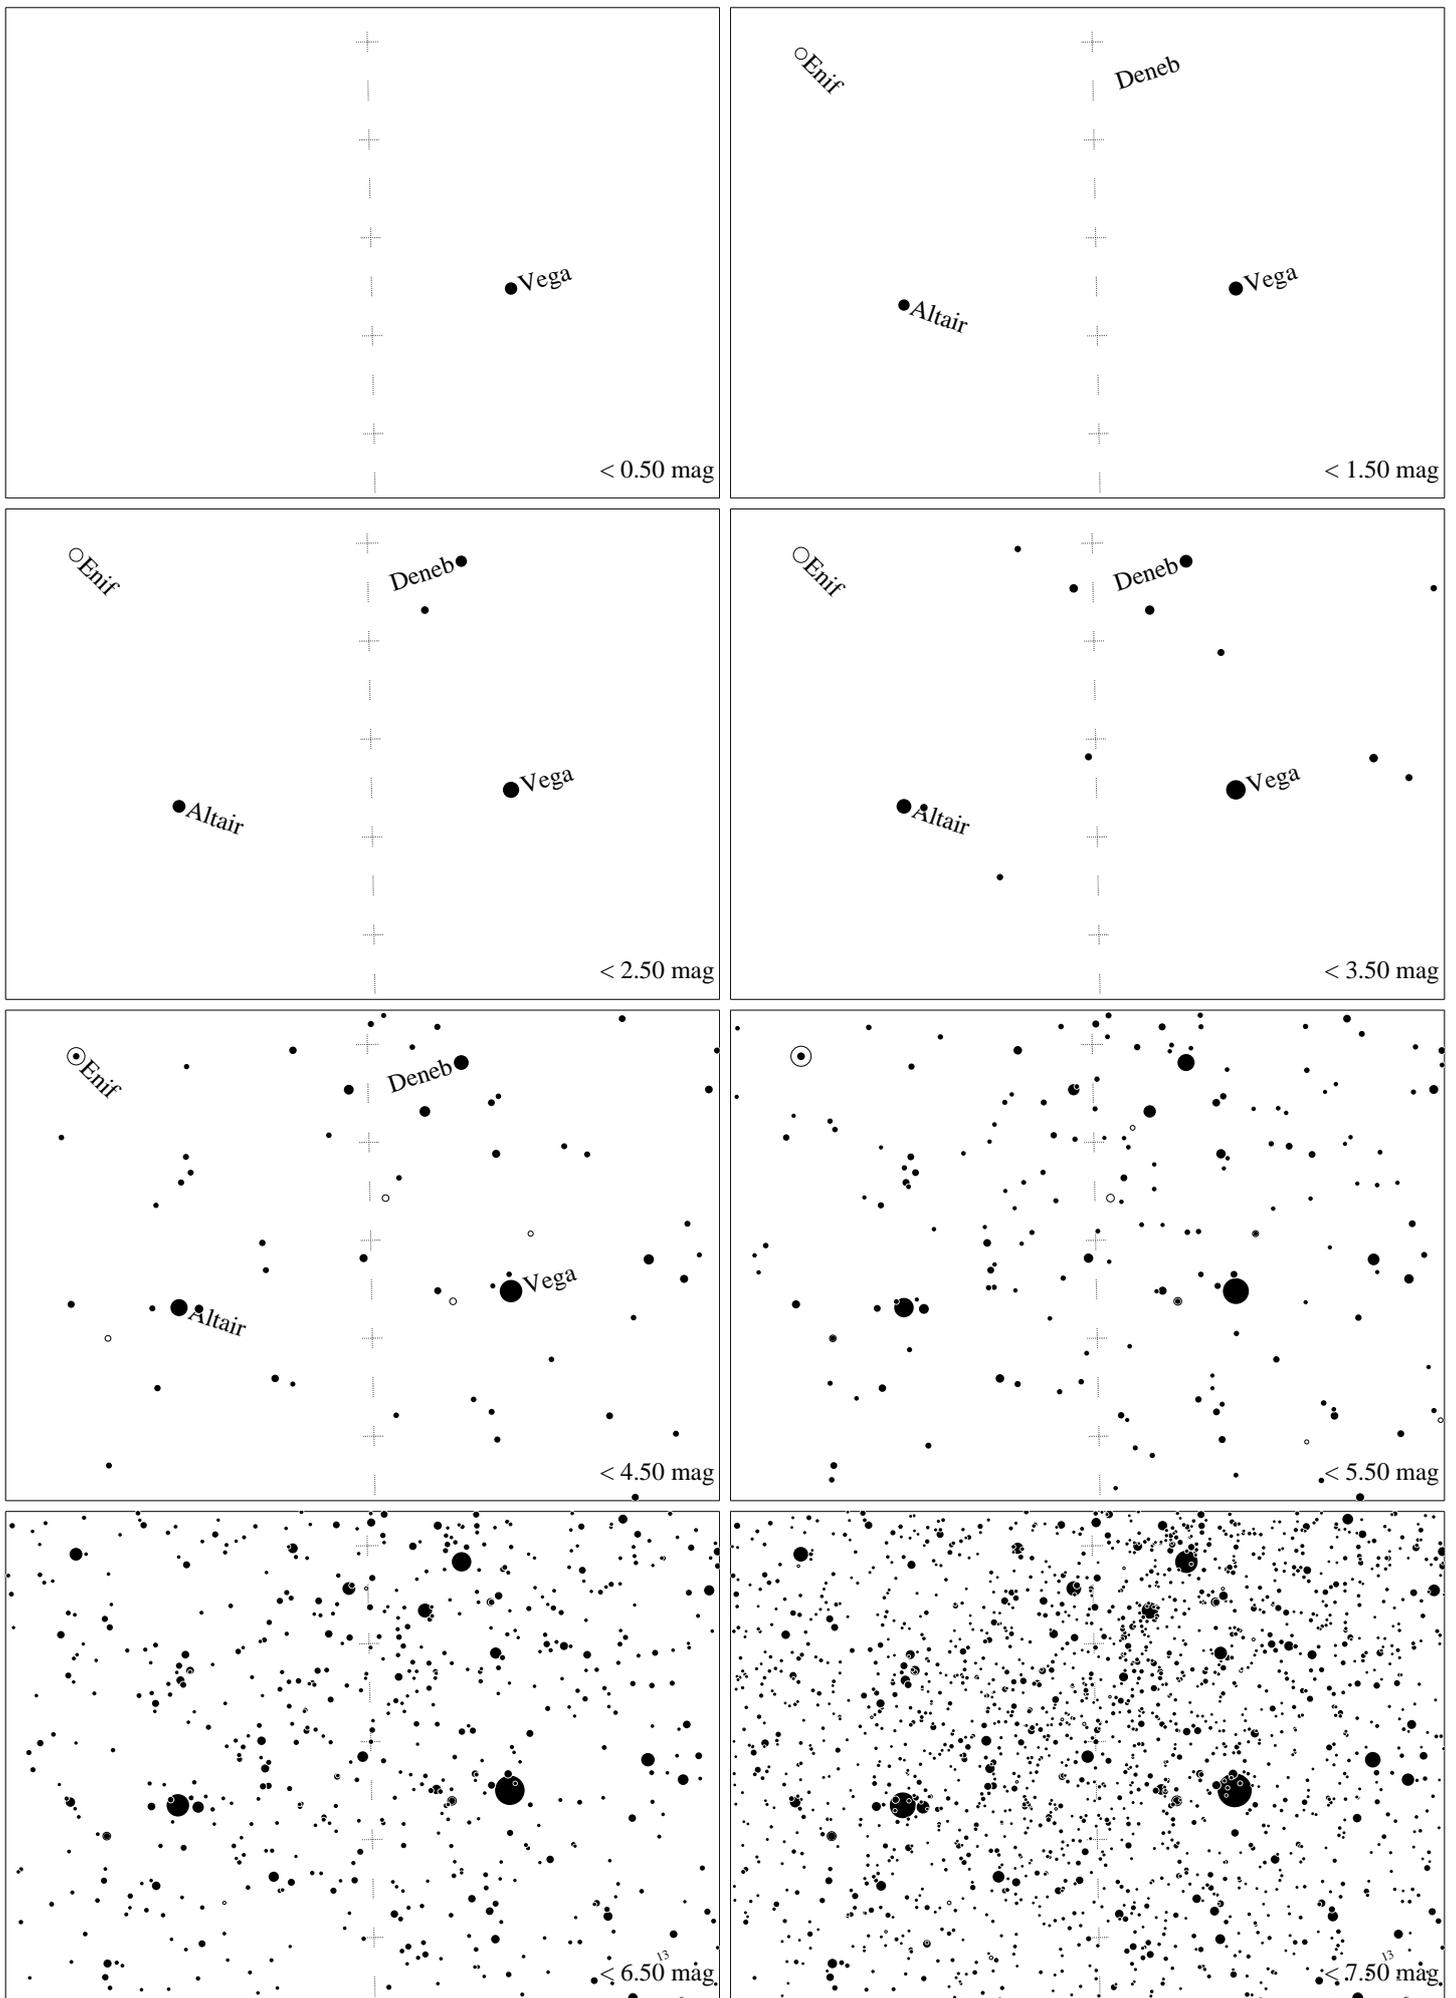 Vega
< 0.50 mag
Enif
Deneb
Altair
Vega
< 1.50 mag
Enif
Deneb
Altair
Vega
< 2.50 mag
Enif
Deneb
Altair
Vega
< 3.50 mag
Enif
Deneb
Altair
Vega
< 4.50 mag
< 5.50 mag
13
< 6.50 mag
13
< 7.50 mag